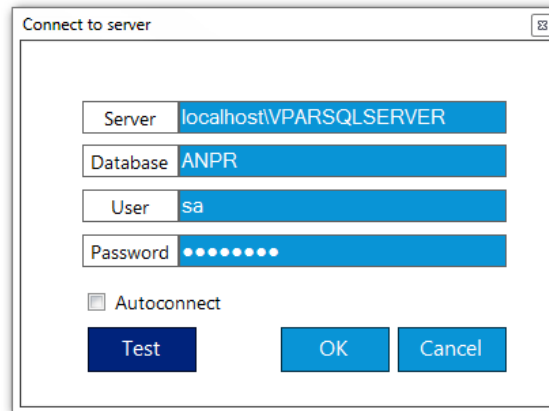 Connect to server
Server localhost\VPARSQLSERVER
Database ANPR
User sa
Password ●●●●●●●●
Autoconnect
Test OK Cancel